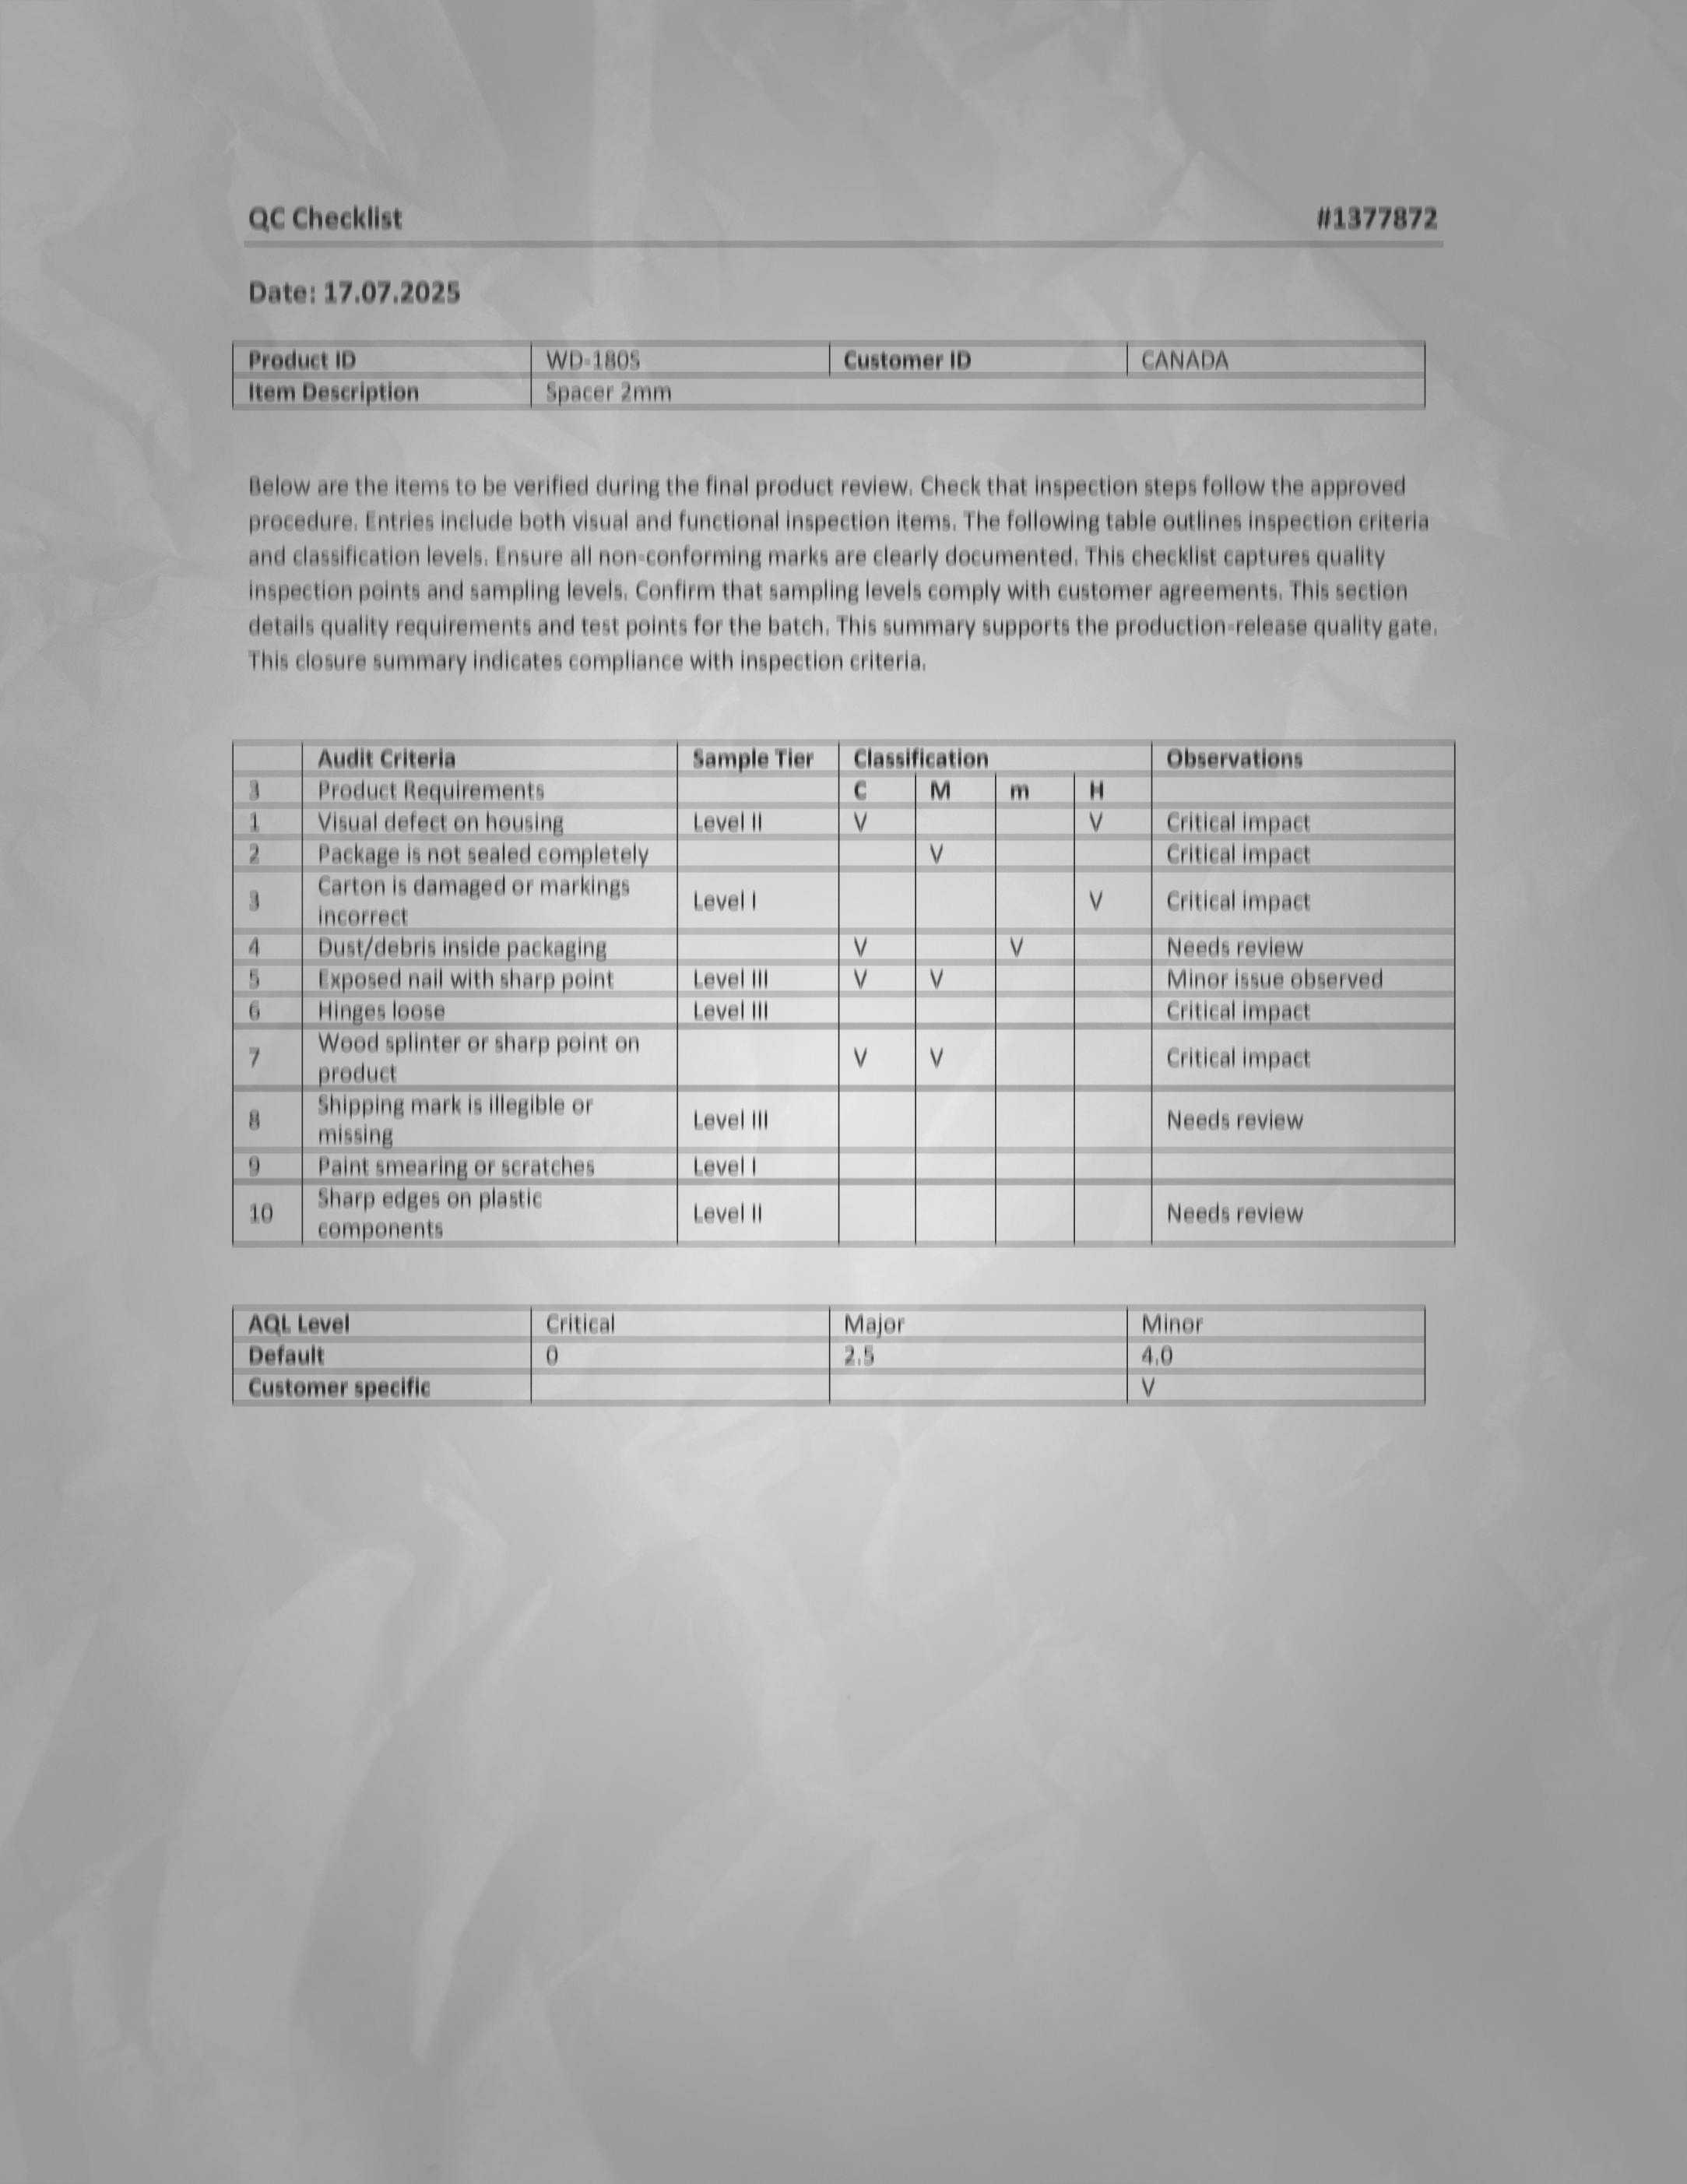 QC Checklist #1377872
Date: 17.07.2025
Product ID WD-180S Customer ID CANADA
Item Description Spacer 2mm
Below are the items to be verified during the final product review. Check that inspection steps follow the approved
procedure. Entries include both visual and functional inspection items. The following table outlines inspection criteria
and classification levels. Ensure all non-conforming marks are clearly documented. This checklist captures quality
inspection points and sampling levels. Confirm that sampling levels comply with customer agreements. This section
details quality requirements and test points for the batch. This summary supports the production-release quality gate.
This closure summary indicates compliance with inspection criteria.
Audit Criteria Sample Tier Classification Observations
3 Product Requirements C M m H
1 Visual defect on housing Level II V V Critical impact
2 Package is not sealed completely V Critical impact
3 Carton is damaged or markings
incorrect Level I V Critical impact
4 Dust/debris inside packaging V V Needs review
5 Exposed nail with sharp point Level III V V Minor issue observed
6 Hinges loose Level III Critical impact
7 Wood splinter or sharp point on
product V V Critical impact
8 Shipping mark is illegible or
missing Level III Needs review
9 Paint smearing or scratches Level I
10 Sharp edges on plastic
components Level II Needs review
AQL Level Critical Major Minor
Default 0 2.5 4.0
Customer specific V